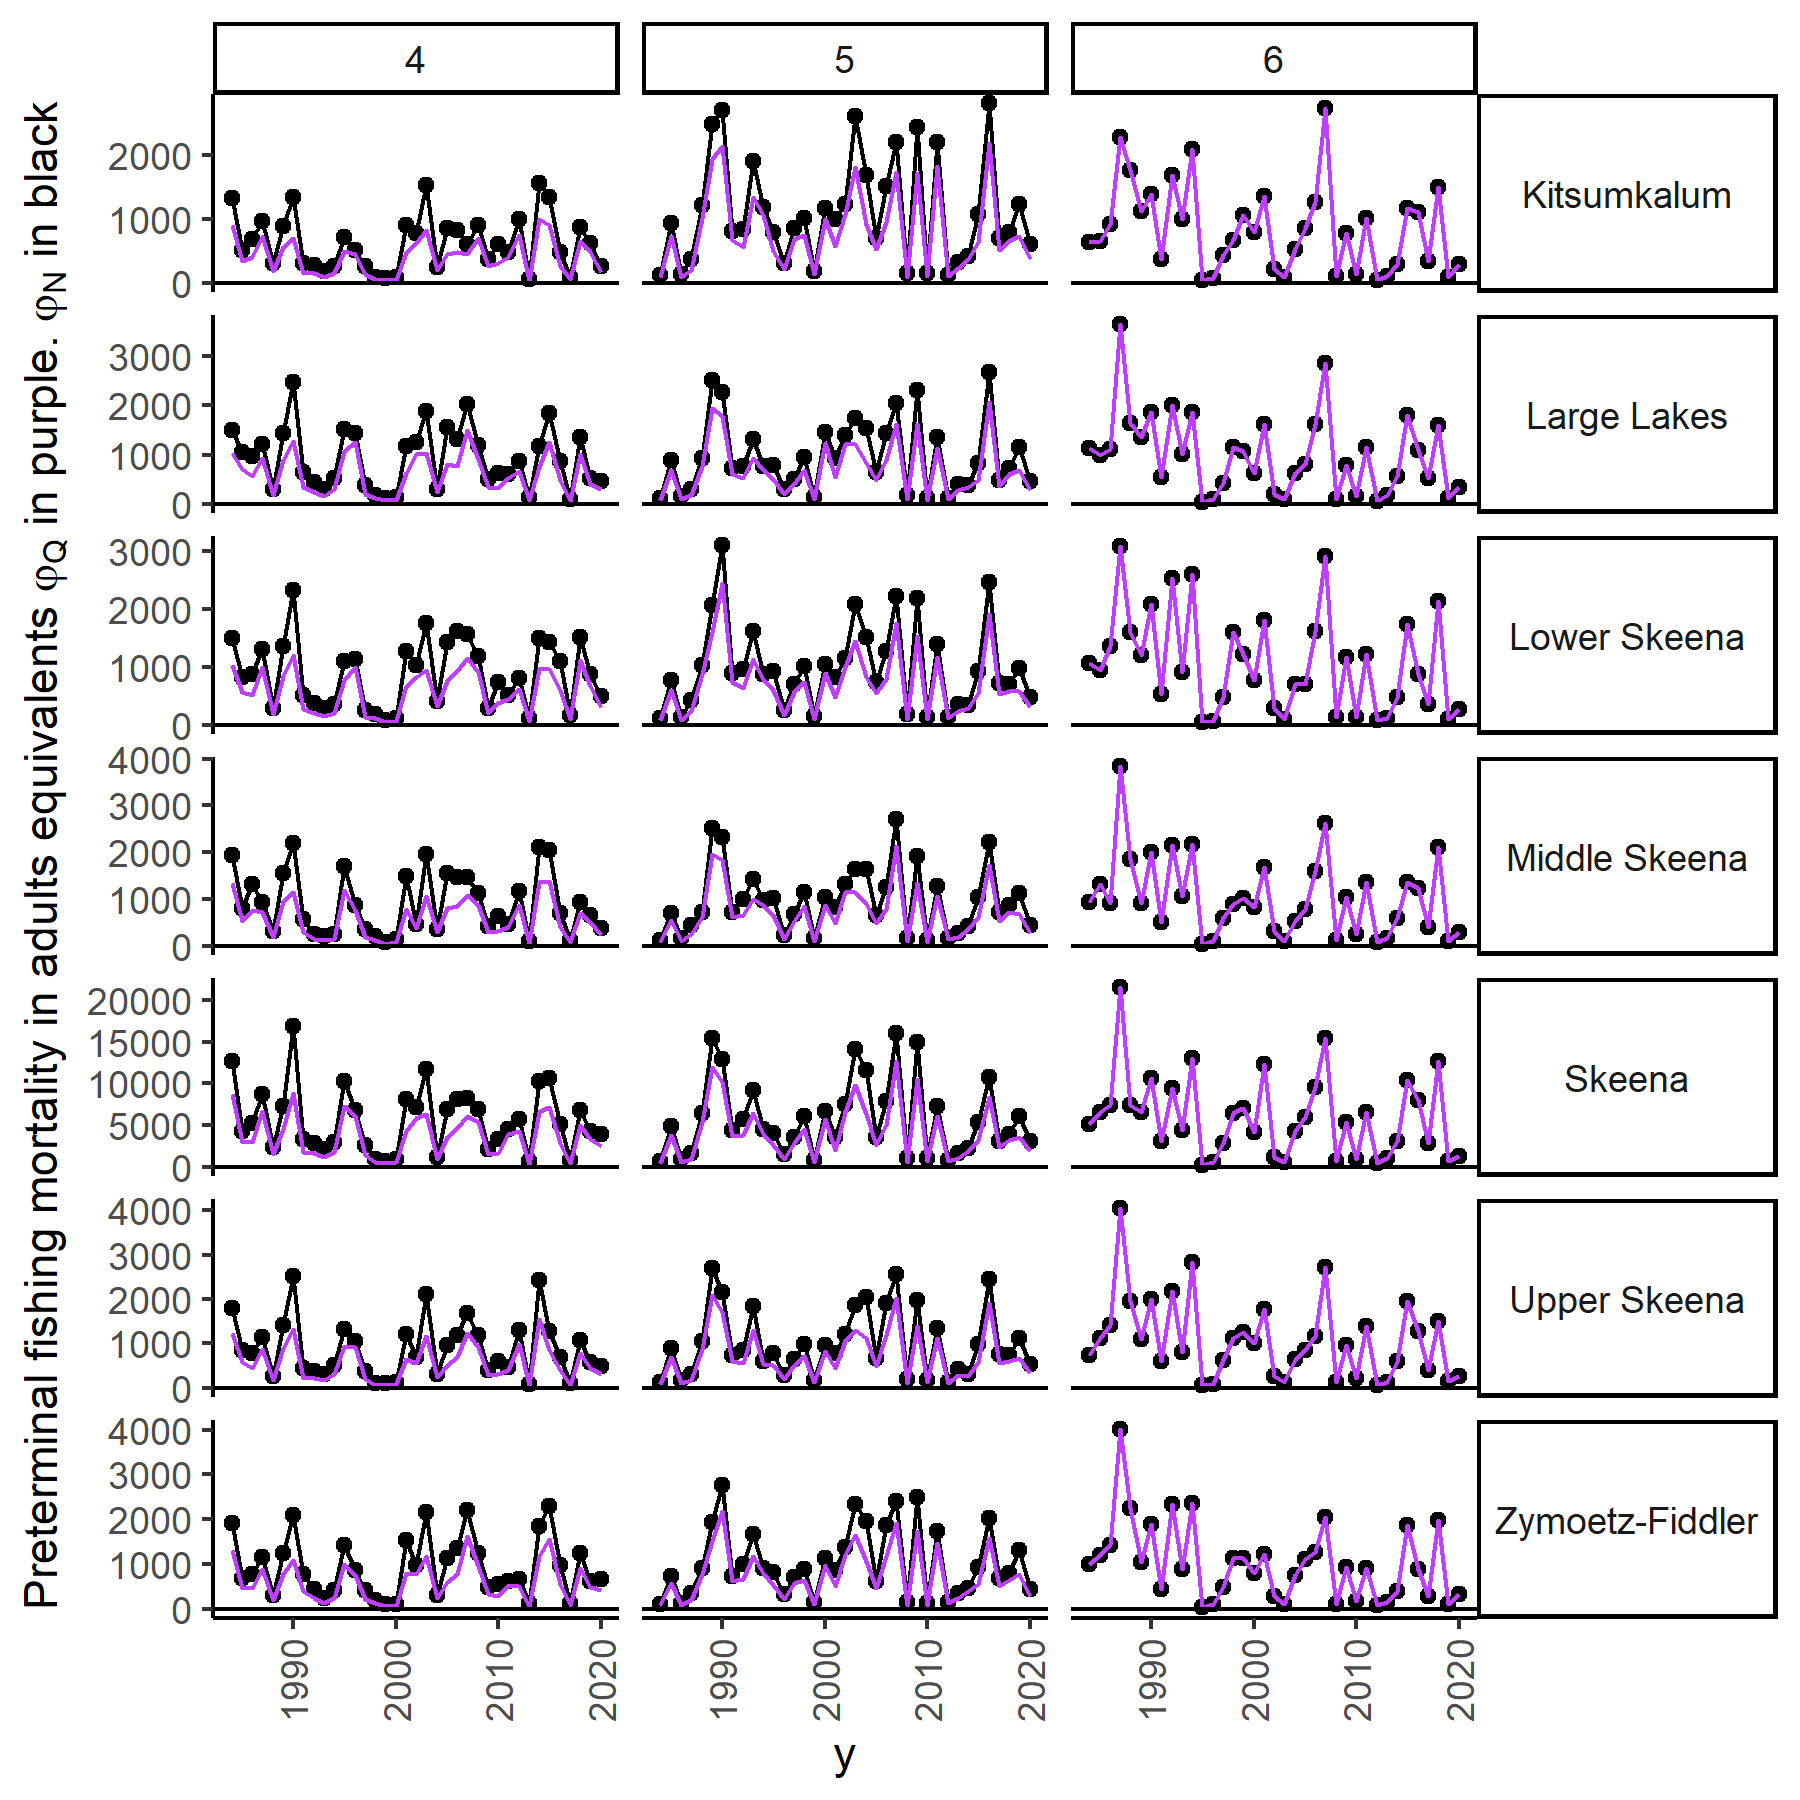 4 5 6
Preterminal fishing mortality in adults equivalents φQ in purple. φN in black
2000
1000
0
Kitsumkalum
3000
2000
1000
0
Large Lakes
3000
2000
1000
0
Lower Skeena
4000
3000
2000
1000
0
Middle Skeena
20000
15000
10000
5000
0
Skeena
4000
3000
2000
1000
0
Upper Skeena
4000
3000
2000
1000
0
Zymoetz-Fiddler
1990 2000 2010 2020 1990 2000 2010 2020 1990 2000 2010 2020
y